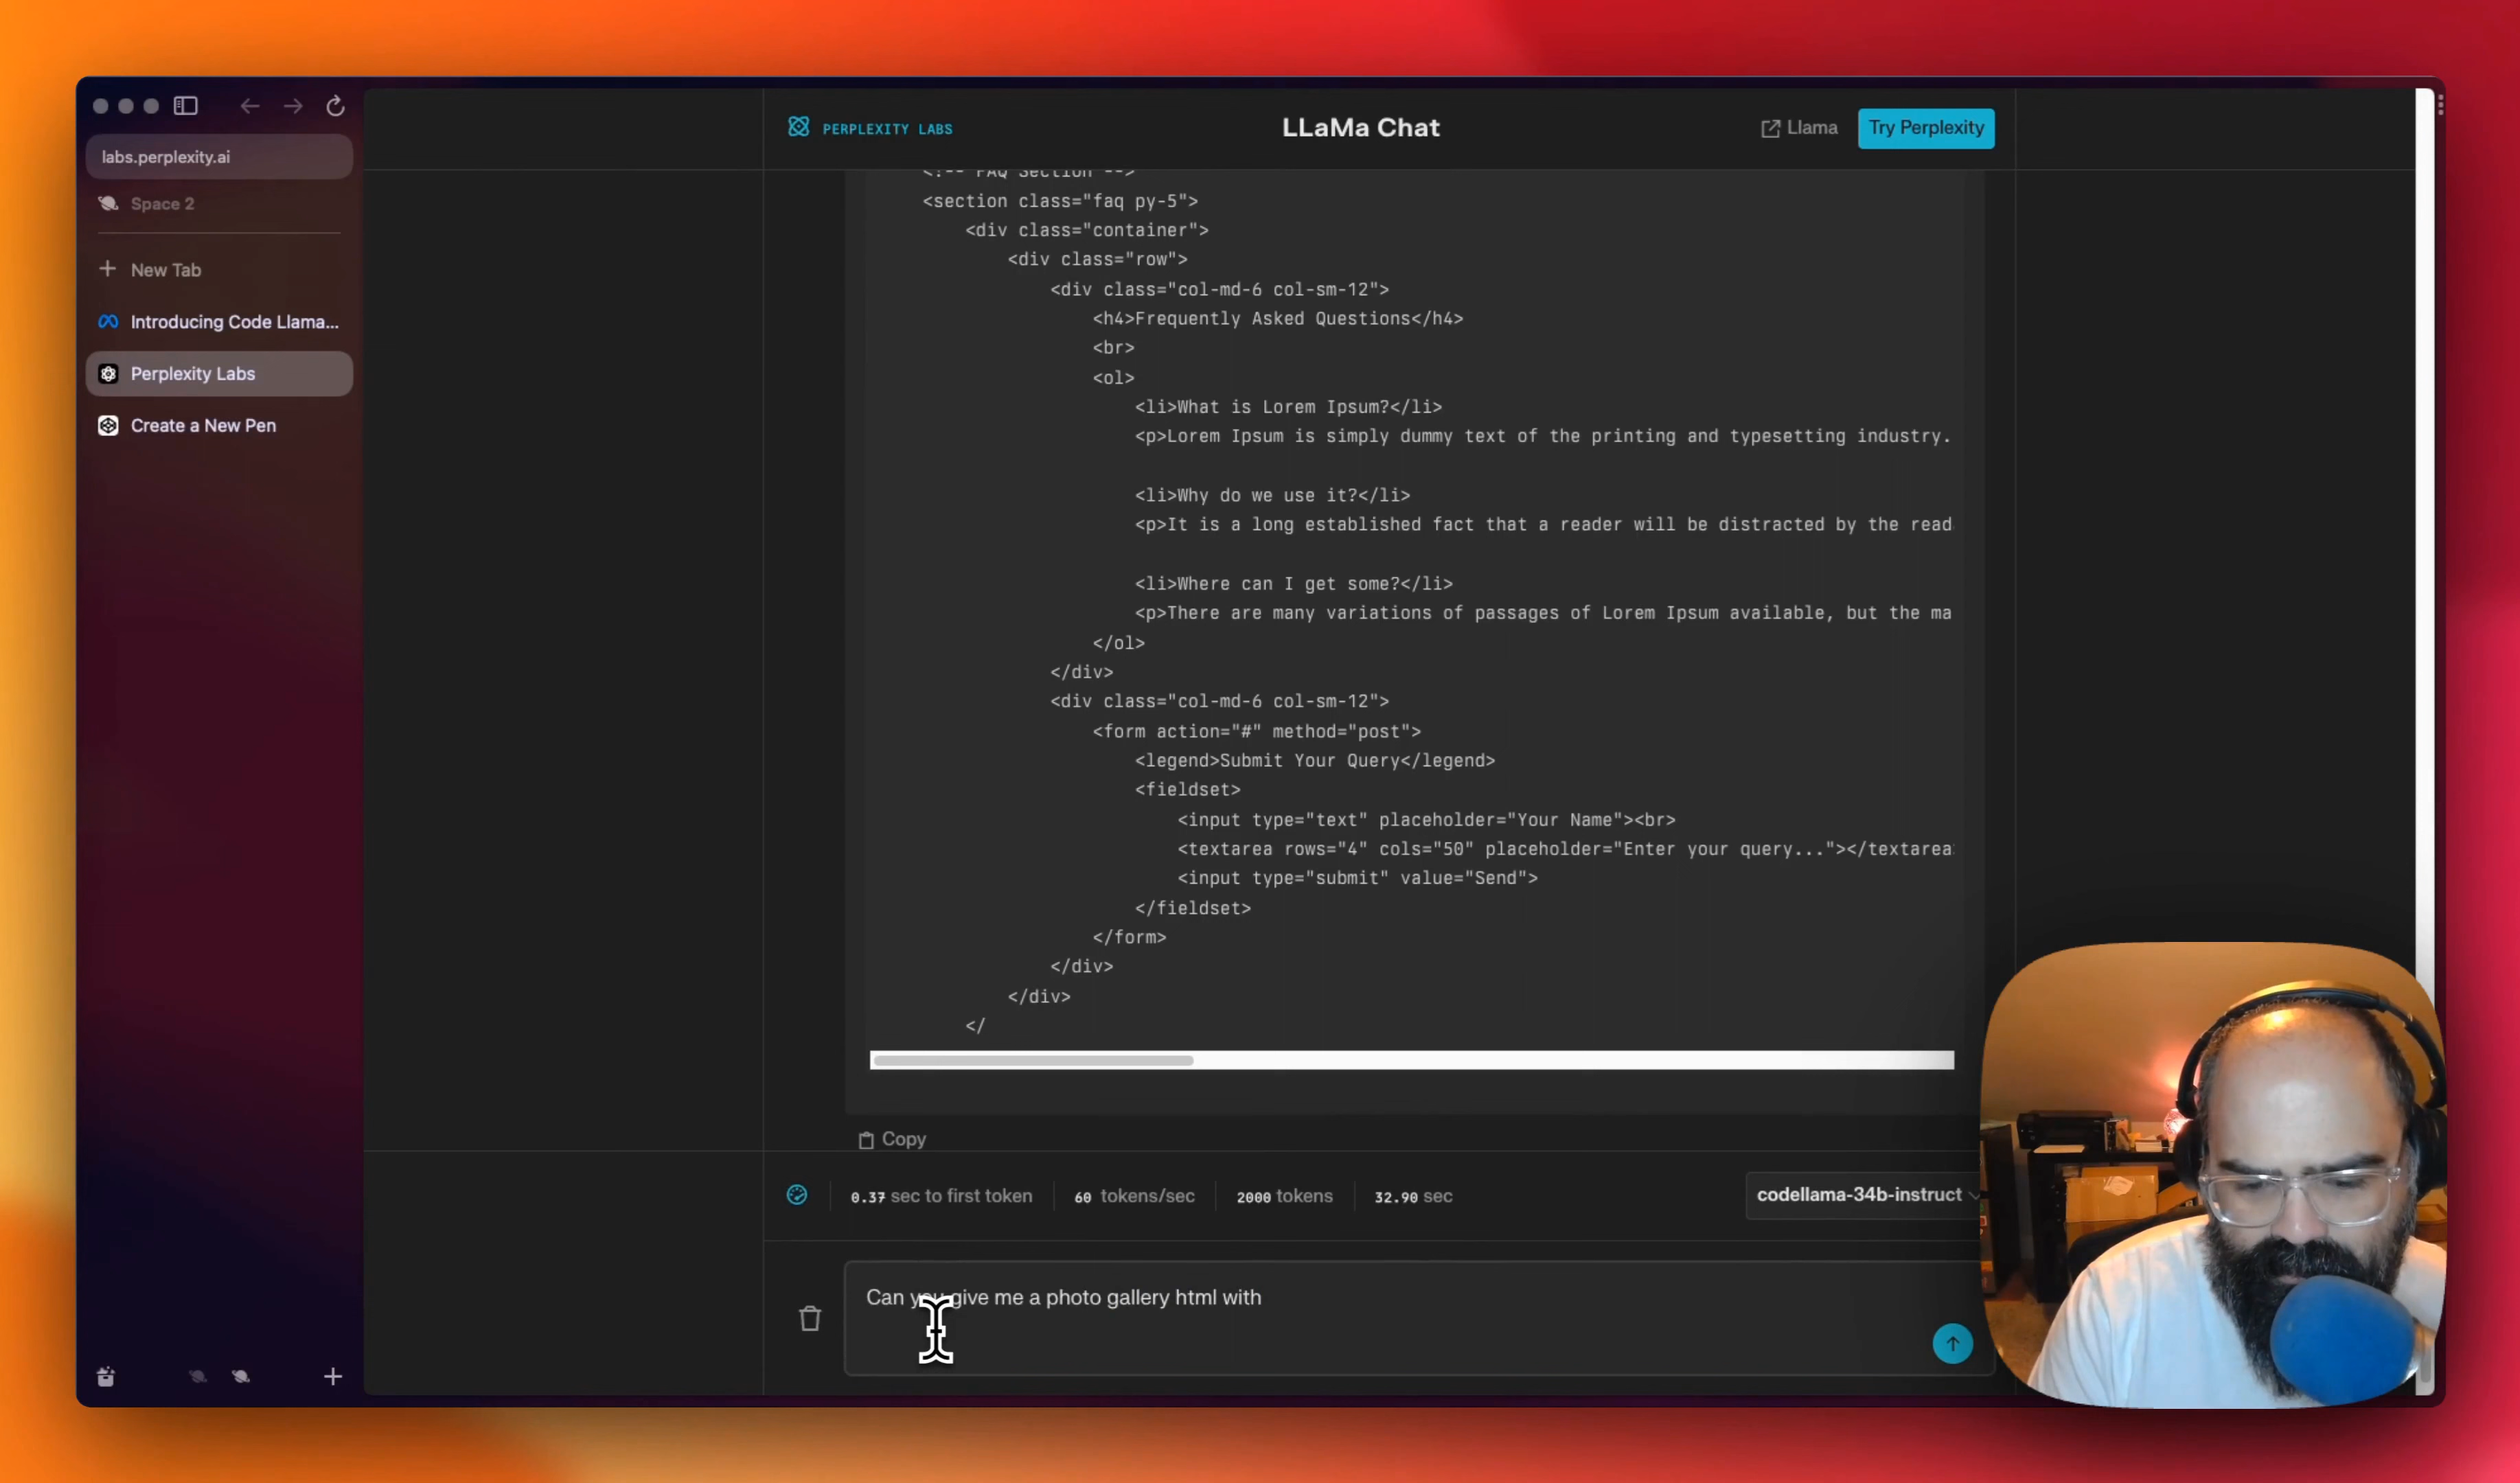 labs.perplexity.ai
Space 2
New Tab
Introducing Code Llama...
Perplexity Labs
Create a New Pen
PERPLEXITY LABS
LLaMa Chat
Llama
Try Perplexity
<!-- FAQ Section -->
<section class="faq py-5">
<div class="container">
<div class="row">
<div class="col-md-6 col-sm-12">
<h4>Frequently Asked Questions</h4>
<br>
<ol>
<li>What is Lorem Ipsum?</li>
<p>Lorem Ipsum is simply dummy text of the printing and typesetting industry.
<li>Why do we use it?</li>
<p>It is a long established fact that a reader will be distracted by the read
<li>Where can I get some?</li>
<p>There are many variations of passages of Lorem Ipsum available, but the ma
</ol>
</div>
<div class="col-md-6 col-sm-12">
<form action="#" method="post">
<legend>Submit Your Query</legend>
<fieldset>
<input type="text" placeholder="Your Name"><br>
<textarea rows="4" cols="50" placeholder="Enter your query..."></textarea>
<input type="submit" value="Send">
</fieldset>
</form>
</div>
</div>
</
Copy
0.37 sec to first token
60 tokens/sec
2000 tokens
32.90 sec
codellama-34b-instruct
Can you give me a photo gallery html with